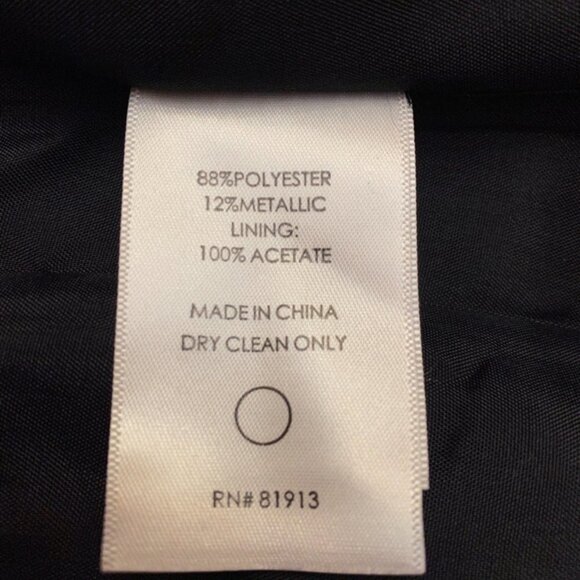 88%POLYESTER
12%METALLIC
LINING:
100% ACETATE
MADE IN CHINA
DRY CLEAN ONLY
RN# 81913